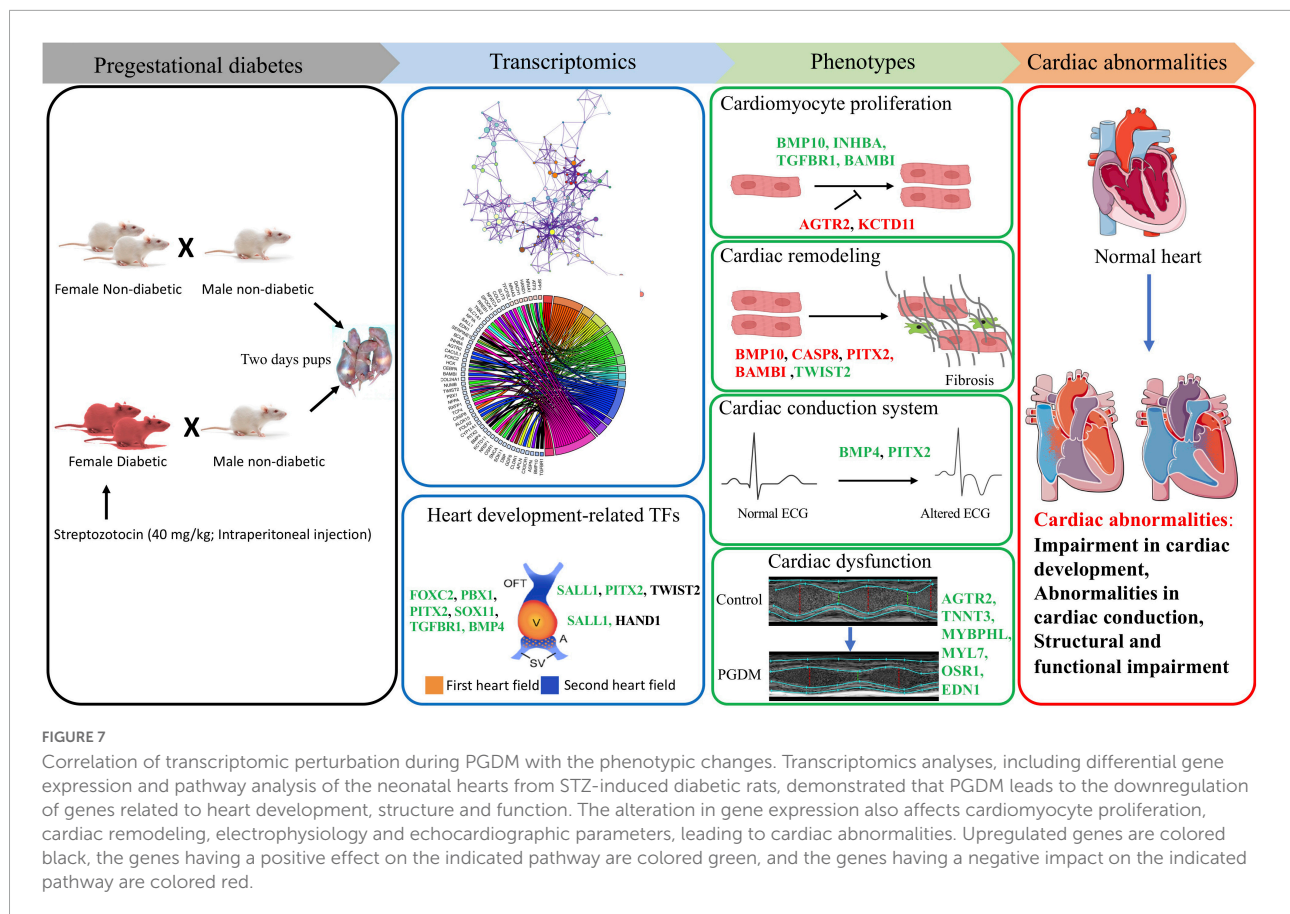 Pregestational diabetes
Transcriptomics
Phenotypes
Cardiac abnormalities
Female Non-diabetic
Male non-diabetic
X
Two days pups
X
Female Diabetic
Male non-diabetic
Streptozotocin (40 mg/kg; Intraperitoneal injection)
Heart development-related TFs
OFT
FOXC2, PBX1,
PITX2, SOX11,
TGFBR1, BMP4
SALL1, PITX2, TWIST2
SALL1, HAND1
V
A
SV
First heart field
Second heart field
Cardiomyocyte proliferation
BMP10, INHBA,
TGFBR1, BAMBI
AGTR2, KCTD11
Cardiac remodeling
BMP10, CASP8, PITX2,
BAMBI ,TWIST2
Fibrosis
Cardiac conduction system
BMP4, PITX2
Normal ECG
Altered ECG
Cardiac dysfunction
Control
PGDM
AGTR2,
TNNT3,
MYBPHL,
MYL7,
OSR1,
EDN1
Normal heart
Cardiac abnormalities:
Impairment in cardiac
development,
Abnormalities in
cardiac conduction,
Structural and
functional impairment
FIGURE 7
Correlation of transcriptomic perturbation during PGDM with the phenotypic changes. Transcriptomics analyses, including differential gene
expression and pathway analysis of the neonatal hearts from STZ-induced diabetic rats, demonstrated that PGDM leads to the downregulation
of genes related to heart development, structure and function. The alteration in gene expression also affects cardiomyocyte proliferation,
cardiac remodeling, electrophysiology and echocardiographic parameters, leading to cardiac abnormalities. Upregulated genes are colored
black, the genes having a positive effect on the indicated pathway are colored green, and the genes having a negative impact on the indicated
pathway are colored red.